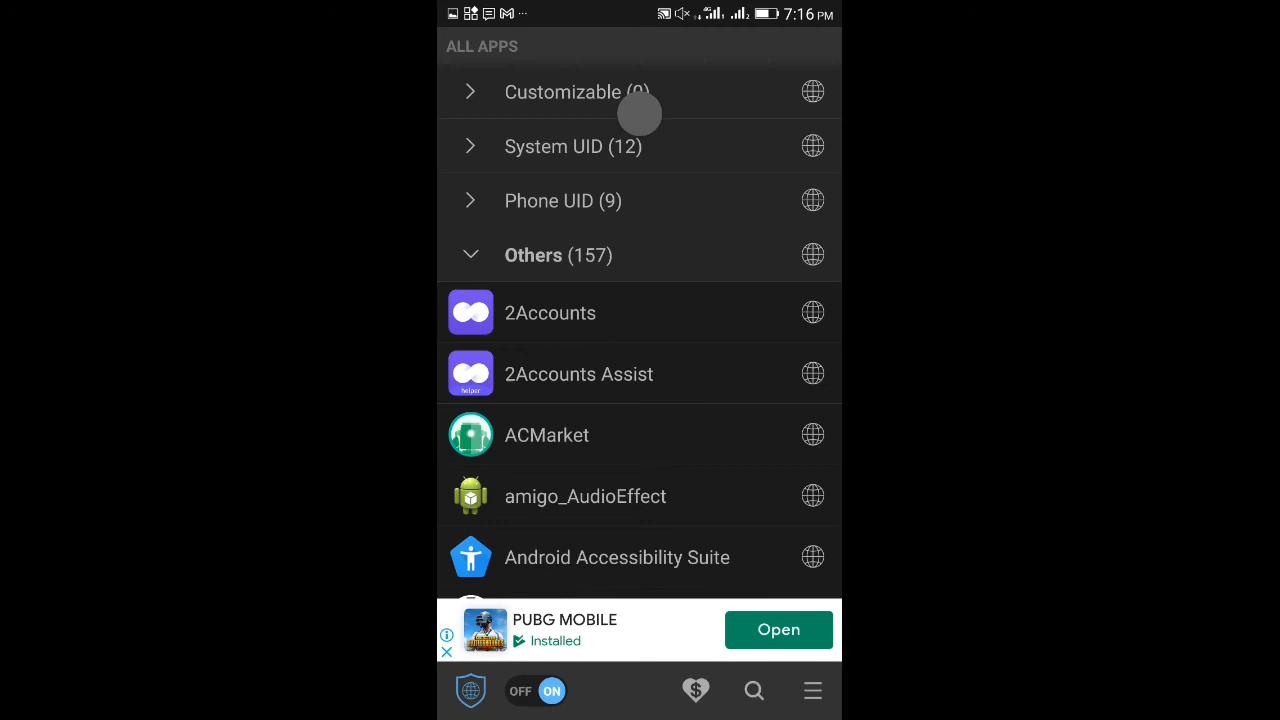 7:16 PM
ALL APPS
Customizable (0)
System UID (12)
Phone UID (9)
Others (157)
2Accounts
helper
2Accounts Assist
ACMarket
amigo_AudioEffect
Android Accessibility Suite
PUBG MOBILE
Installed
Open
OFF ON